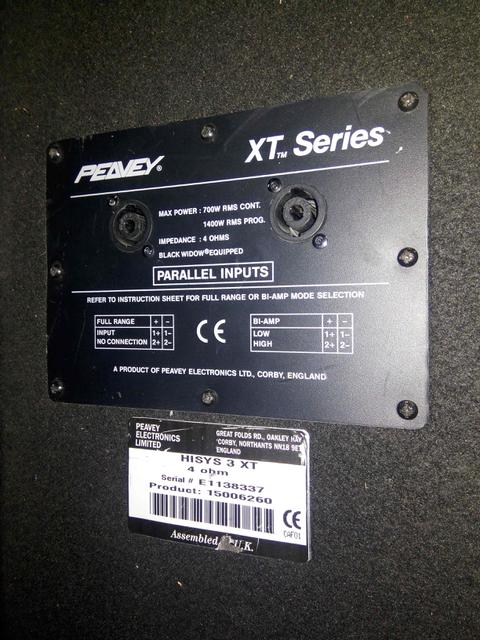 PEAVEY®
XT™ Series
MAX POWER : 700W RMS CONT.
1400W RMS PROG.
IMPEDANCE : 4 OHMS
BLACK WIDOW® EQUIPPED
PARALLEL INPUTS
REFER TO INSTRUCTION SHEET FOR FULL RANGE OR BI-AMP MODE SELECTION
FULL RANGE + −
INPUT 1+ 1−
NO CONNECTION 2+ 2−
CE
BI-AMP + −
LOW 1+ 1−
HIGH 2+ 2−
A PRODUCT OF PEAVEY ELECTRONICS LTD., CORBY, ENGLAND
PEAVEY
ELECTRONICS
LIMITED
GREAT FOLDS RD., OAKLEY HAY
CORBY, NORTHANTS NN18 9ET
ENGLAND
HISYS 3 XT
4 ohm
Serial # E1138337
Product: 15006260
CE
CAF01
Assembled U.K.